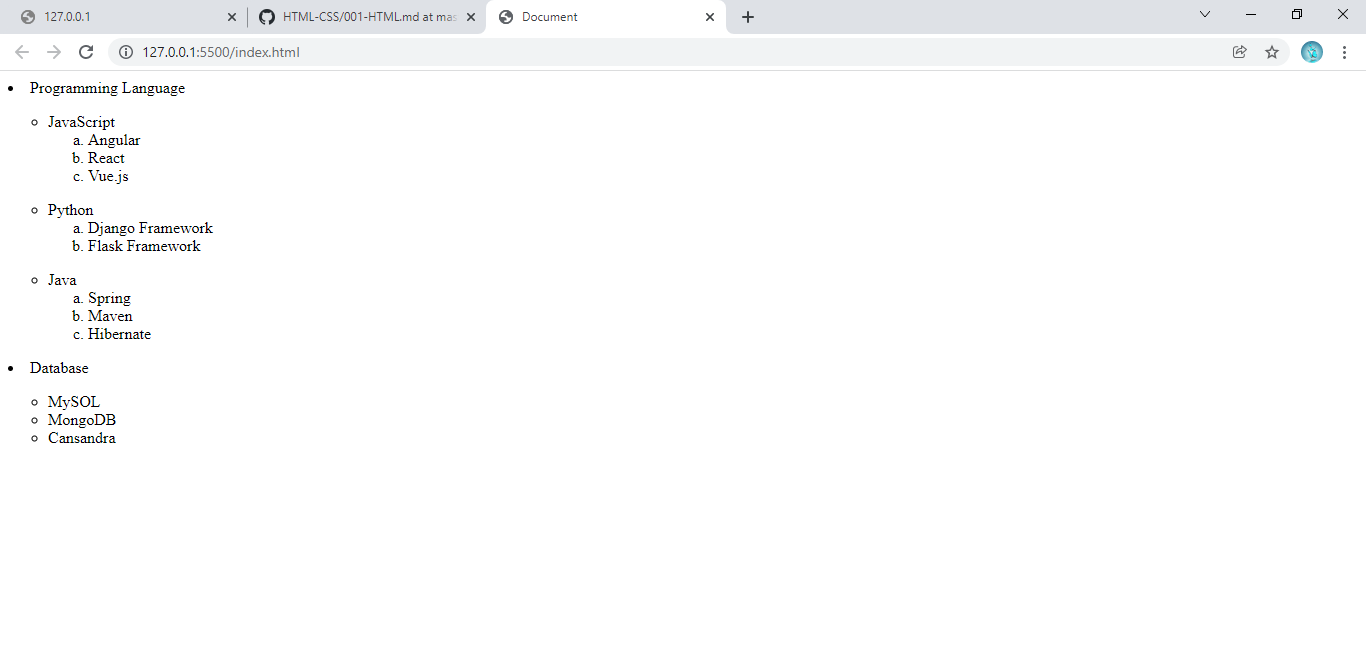 127.0.0.1
HTML-CSS/001-HTML.md at mas
Document
127.0.0.1:5500/index.html
• Programming Language
◦ JavaScript
a. Angular
b. React
c. Vue.js
◦ Python
a. Django Framework
b. Flask Framework
◦ Java
a. Spring
b. Maven
c. Hibernate
• Database
◦ MySOL
◦ MongoDB
◦ Cansandra